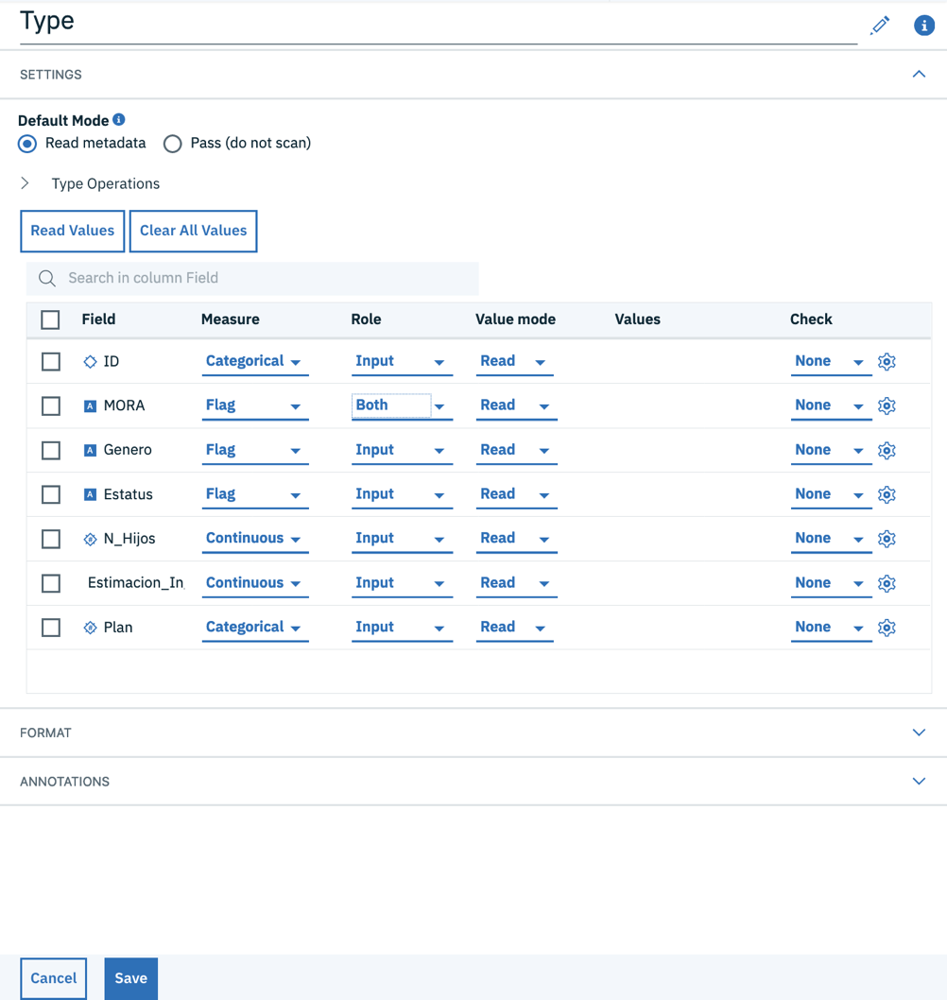 Type
SETTINGS
Default Mode
Read metadata Pass (do not scan)
Type Operations
Read Values Clear All Values
Search in column Field
Field Measure Role Value mode Values Check
ID Categorical Input Read None
A MORA Flag Both Read None
A Genero Flag Input Read None
A Estatus Flag Input Read None
# N_Hijos Continuous Input Read None
Estimacion_In Continuous Input Read None
# Plan Categorical Input Read None
FORMAT
ANNOTATIONS
Cancel Save